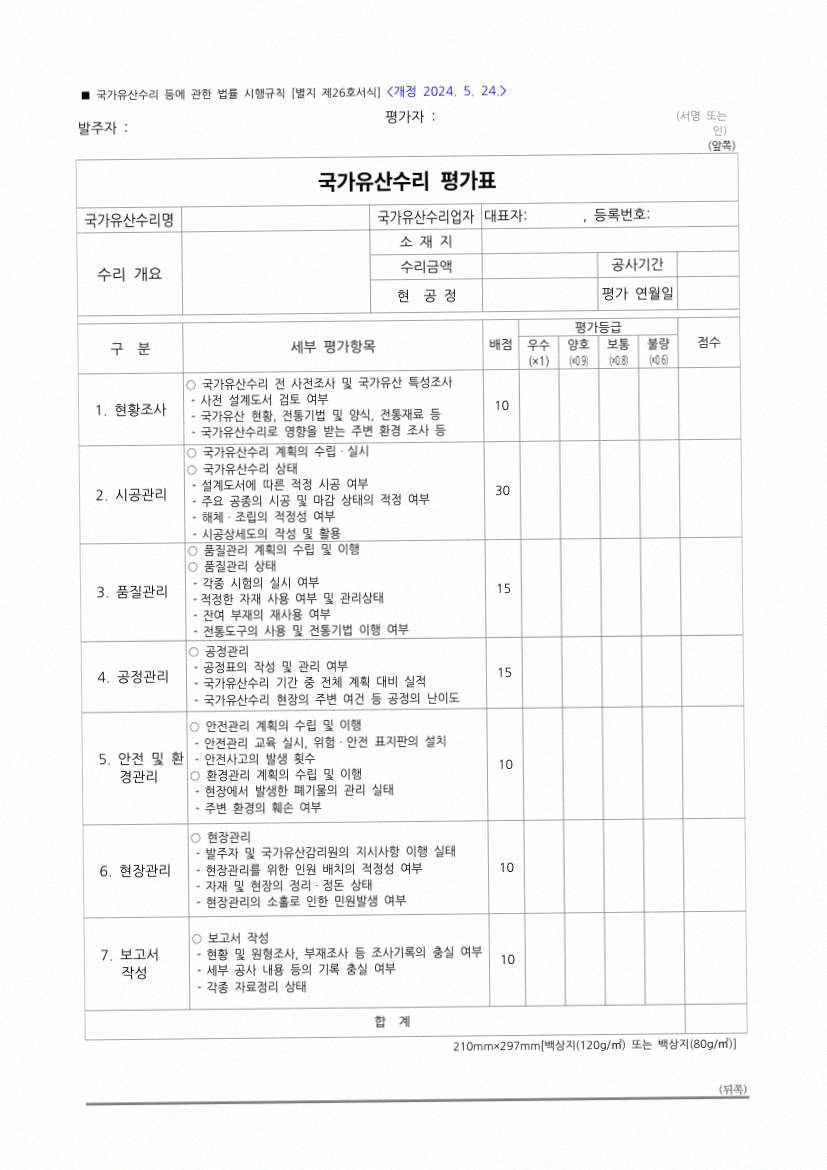 ■ 국가유산수리 등에 관한 법률 시행규칙 [별지 제26호서식] <개정 2024. 5. 24.>
평가자 :
(서명 또는
인)
발주자 :
(앞쪽)
국가유산수리 평가표
국가유산수리명
국가유산수리업자 대표자: , 등록번호:
수리 개요
소 재 지
수리금액 공사기간
현 공 정 평가 연월일
구 분 세부 평가항목 배점 평가등급 점수
우수 양호 보통 불량
(×1) (×0.9) (×0.8) (×0.6)
1. 현황조사
○ 국가유산수리 전 사전조사 및 국가유산 특성조사
- 사전 설계도서 검토 여부
- 국가유산 현황, 전통기법 및 양식, 전통재료 등
- 국가유산수리로 영향을 받는 주변 환경 조사 등
10
2. 시공관리
○ 국가유산수리 계획의 수립·실시
○ 국가유산수리 상태
- 설계도서에 따른 적정 시공 여부
- 주요 공종의 시공 및 마감 상태의 적정 여부
- 해체·조립의 적정성 여부
- 시공상세도의 작성 및 활용
30
3. 품질관리
○ 품질관리 계획의 수립 및 이행
○ 품질관리 상태
- 각종 시험의 실시 여부
- 적정한 자재 사용 여부 및 관리상태
- 잔여 부재의 재사용 여부
- 전통도구의 사용 및 전통기법 이행 여부
15
4. 공정관리
○ 공정관리
- 공정표의 작성 및 관리 여부
- 국가유산수리 기간 중 전체 계획 대비 실적
- 국가유산수리 현장의 주변 여건 등 공정의 난이도
15
5. 안전 및 환
경관리
○ 안전관리 계획의 수립 및 이행
- 안전관리 교육 실시, 위험·안전 표지판의 설치
- 안전사고의 발생 횟수
○ 환경관리 계획의 수립 및 이행
- 현장에서 발생한 폐기물의 관리 실태
- 주변 환경의 훼손 여부
10
6. 현장관리
○ 현장관리
- 발주자 및 국가유산감리원의 지시사항 이행 실태
- 현장관리를 위한 인원 배치의 적정성 여부
- 자재 및 현장의 정리·정돈 상태
- 현장관리의 소홀로 인한 민원발생 여부
10
7. 보고서
작성
○ 보고서 작성
- 현황 및 원형조사, 부재조사 등 조사기록의 충실 여부
- 세부 공사 내용 등의 기록 충실 여부
- 각종 자료정리 상태
10
합 계
210mm×297mm[백상지(120g/㎡) 또는 백상지(80g/㎡)]
(뒤쪽)